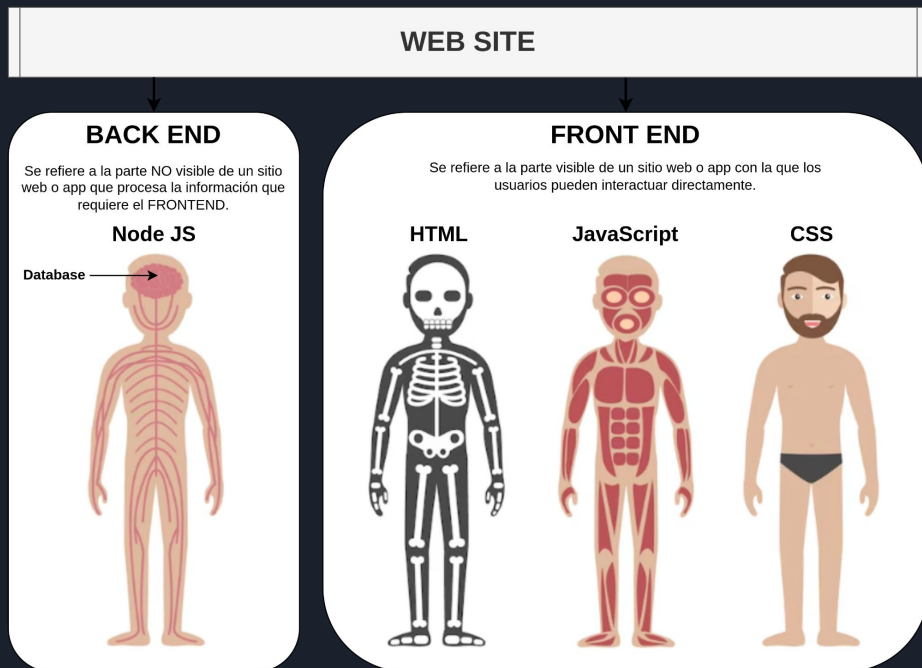 WEB SITE
BACK END
Se refiere a la parte NO visible de un sitio
web o app que procesa la información que
requiere el FRONTEND.
Node JS
Database
FRONT END
Se refiere a la parte visible de un sitio web o app con la que los
usuarios pueden interactuar directamente.
HTML
JavaScript
CSS